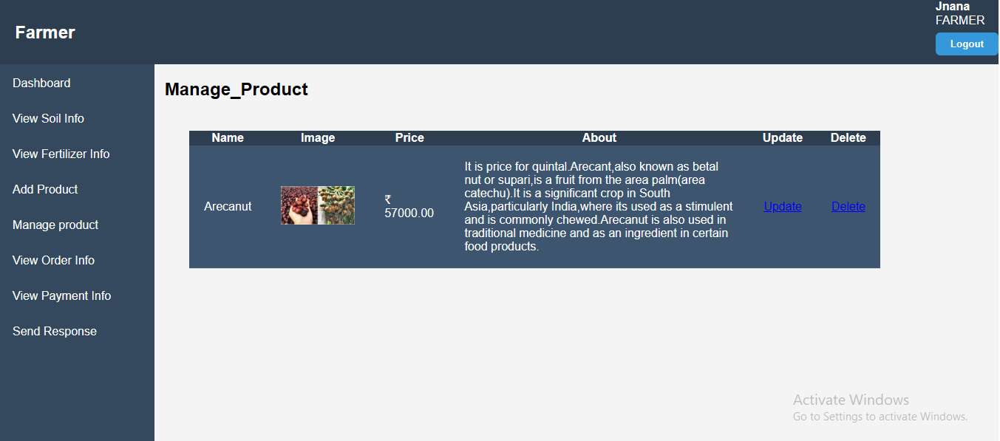 Jnana
FARMER
Farmer
Logout
Dashboard
View Soil Info
View Fertilizer Info
Add Product
Manage product
View Order Info
View Payment Info
Send Response
Manage_Product
Name Image Price About Update Delete
Arecanut
₹
57000.00
It is price for quintal.Arecant,also known as betal
nut or supari,is a fruit from the area palm(area
catechu).It is a significant crop in South
Asia,particularly India,where its used as a stimulent
and is commonly chewed.Arecanut is also used in
traditional medicine and as an ingredient in certain
food products.
Update
Delete
Activate Windows
Go to Settings to activate Windows.